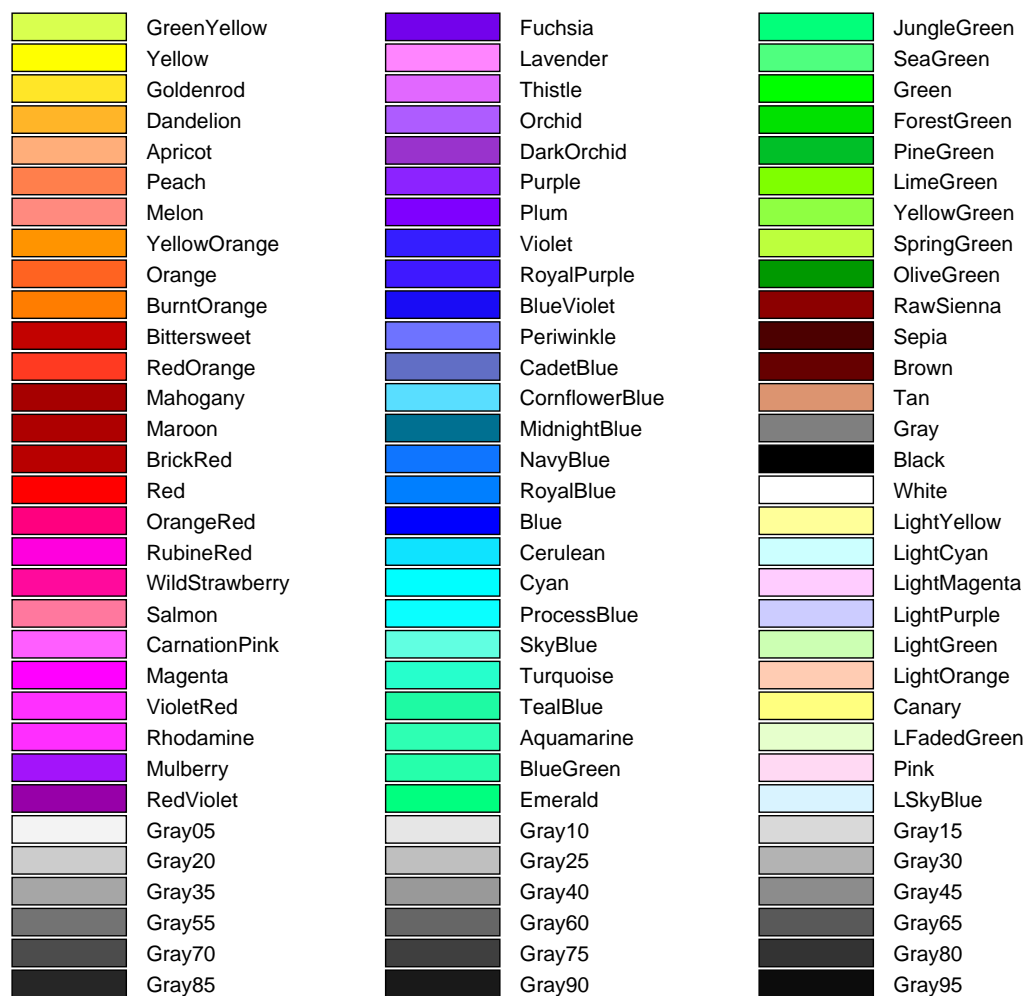 GreenYellow Fuchsia JungleGreen
Yellow Lavender SeaGreen
Goldenrod Thistle Green
Dandelion Orchid ForestGreen
Apricot DarkOrchid PineGreen
Peach Purple LimeGreen
Melon Plum YellowGreen
YellowOrange Violet SpringGreen
Orange RoyalPurple OliveGreen
BurntOrange BlueViolet RawSienna
Bittersweet Periwinkle Sepia
RedOrange CadetBlue Brown
Mahogany CornflowerBlue Tan
Maroon MidnightBlue Gray
BrickRed NavyBlue Black
Red RoyalBlue White
OrangeRed Blue LightYellow
RubineRed Cerulean LightCyan
WildStrawberry Cyan LightMagenta
Salmon ProcessBlue LightPurple
CarnationPink SkyBlue LightGreen
Magenta Turquoise LightOrange
VioletRed TealBlue Canary
Rhodamine Aquamarine LFadedGreen
Mulberry BlueGreen Pink
RedViolet Emerald LSkyBlue
Gray05 Gray10 Gray15
Gray20 Gray25 Gray30
Gray35 Gray40 Gray45
Gray55 Gray60 Gray65
Gray70 Gray75 Gray80
Gray85 Gray90 Gray95